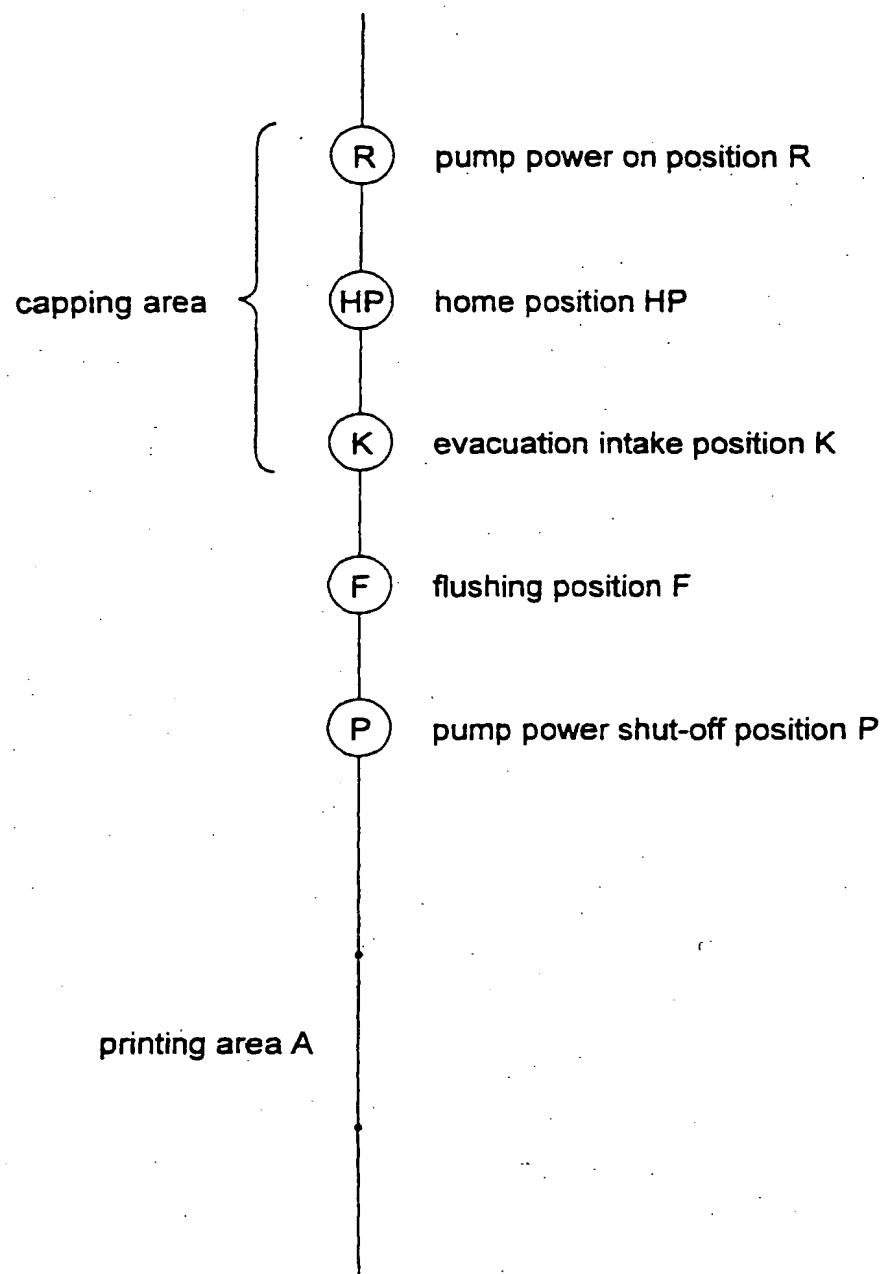 R pump power on position R
capping area HP home position HP
K evacuation intake position K
F flushing position F
P pump power shut-off position P
printing area A